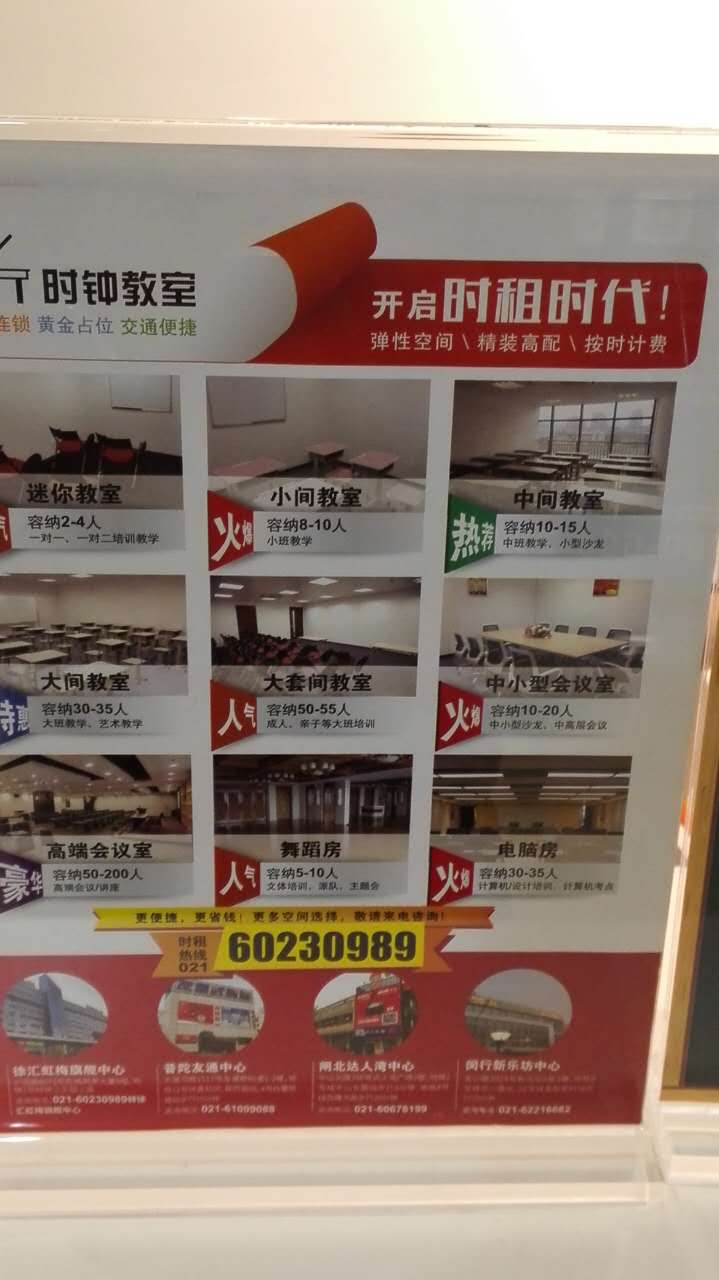 时钟教室
连锁 黄金占位 交通便捷
开启时租时代!
弹性空间 \ 精装高配 \ 按时计费
迷你教室
容纳2-4人
一对一、一对二培训教学
火爆
小间教室
容纳8-10人
小班教学
热荐
中间教室
容纳10-15人
中班教学、小型沙龙
特惠
大间教室
容纳30-35人
大班教学、艺术教学
人气
大套间教室
容纳50-55人
成人、亲子等大班培训
火爆
中小型会议室
容纳10-20人
中小型沙龙、中高层会议
豪华
高端会议室
容纳50-200人
高端会议/讲座
人气
舞蹈房
容纳5-10人
文体培训、派队、主题会
火爆
电脑房
容纳30-35人
计算机/设计培训、计算机考点
更便捷，更省钱！更多空间选择，敬请来电咨询！
时租
热线
021
60230989
徐汇虹梅旗舰中心
021-60230989转
汇虹梅旗舰中心
普陀友通中心
021-61099088
闸北达人湾中心
021-60678199
闵行新乐坊中心
021-62216682